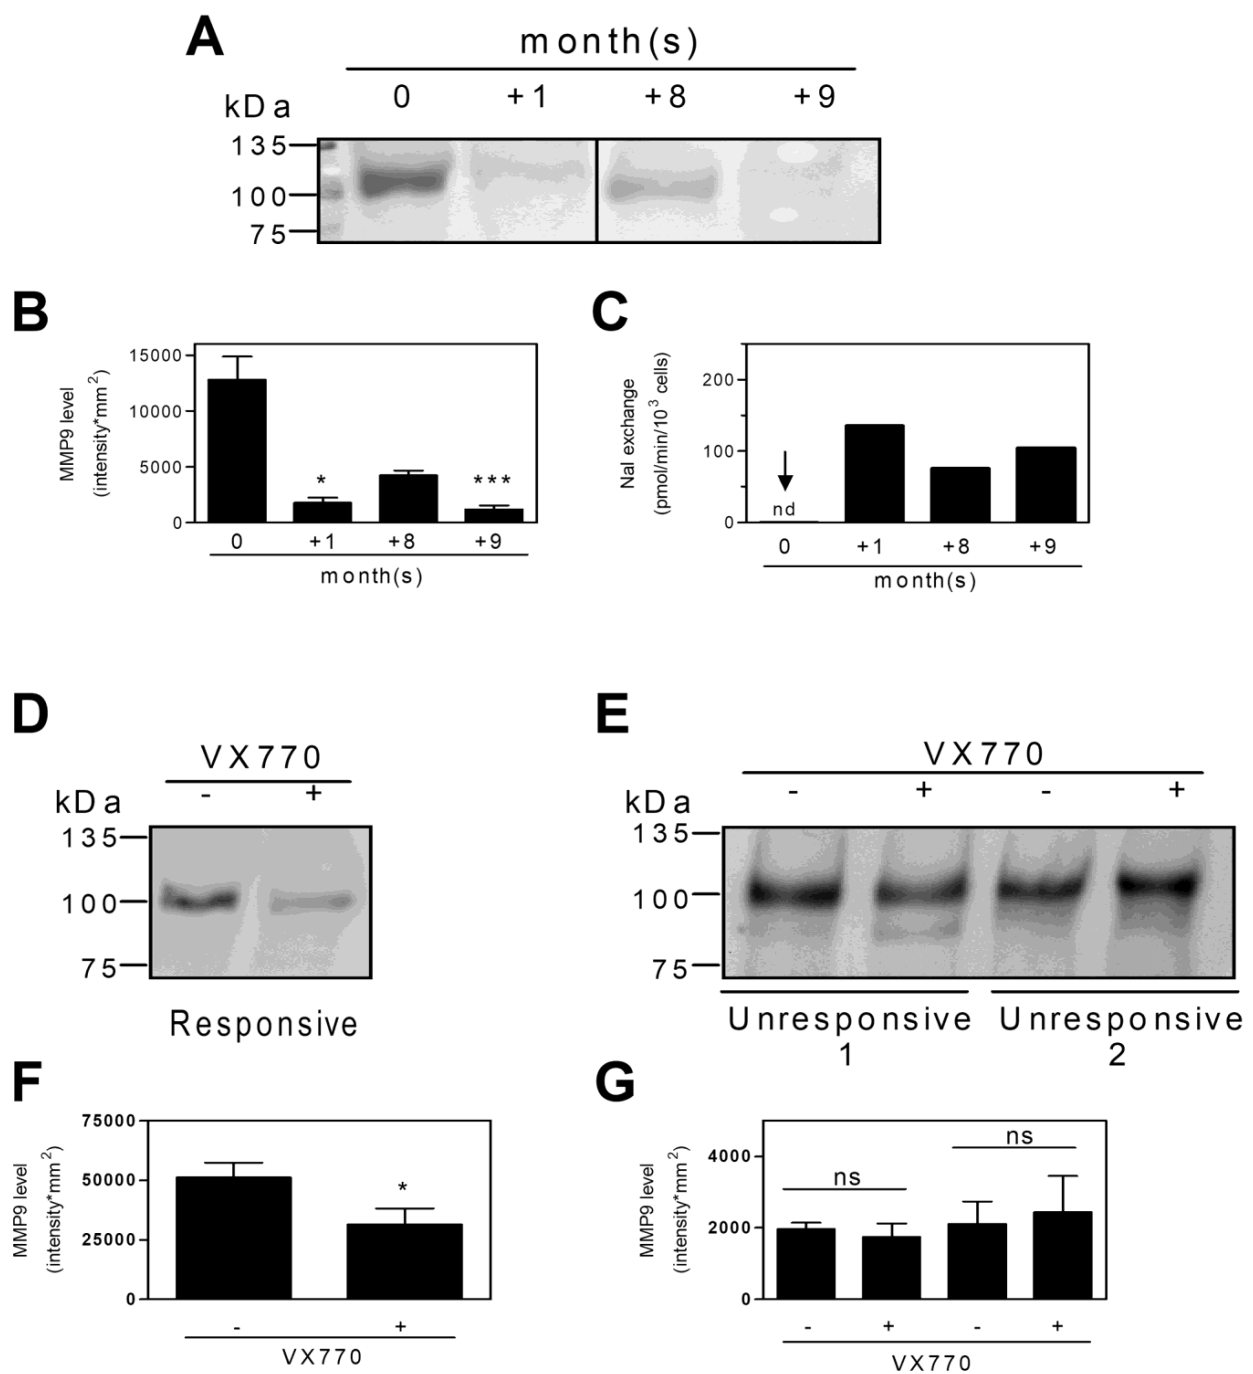 A
month(s)
0 +1 +8 +9
kDa
135
100
75
B
MMP9 level
(intensity*mm2)
15000
10000
5000
0
* ***
0 +1 +8 +9
month(s)
C
NaI exchange
(pmol/min/103 cells)
200
100
0
nd
0 +1 +8 +9
month(s)
D
VX770
- +
kDa
135
100
75
Responsive
E
VX770
- + - +
kDa
135
100
75
Unresponsive Unresponsive
1 2
F
MMP9 level
(intensity*mm2)
75000
50000
25000
0
*
- +
VX770
G
MMP9 level
(intensity*mm2)
4000
2000
0
ns ns
- + - +
VX770